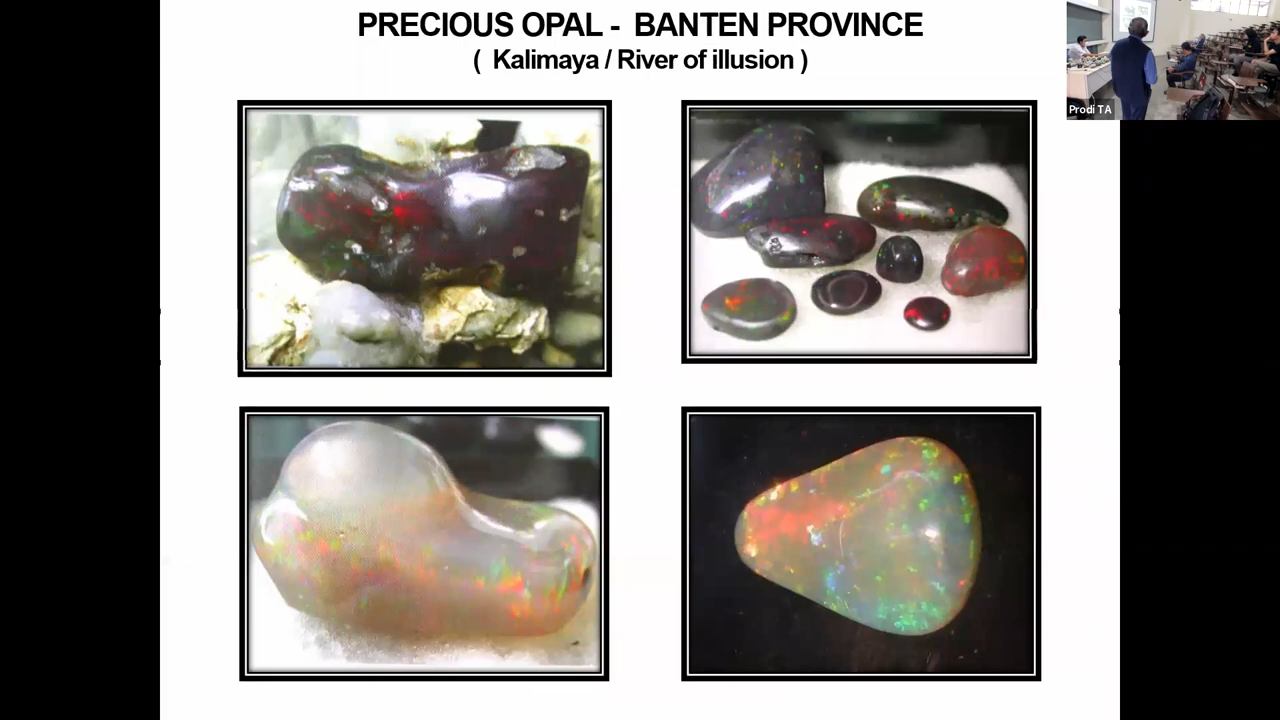 PRECIOUS OPAL - BANTEN PROVINCE
( Kalimaya / River of illusion )
Prodi TA